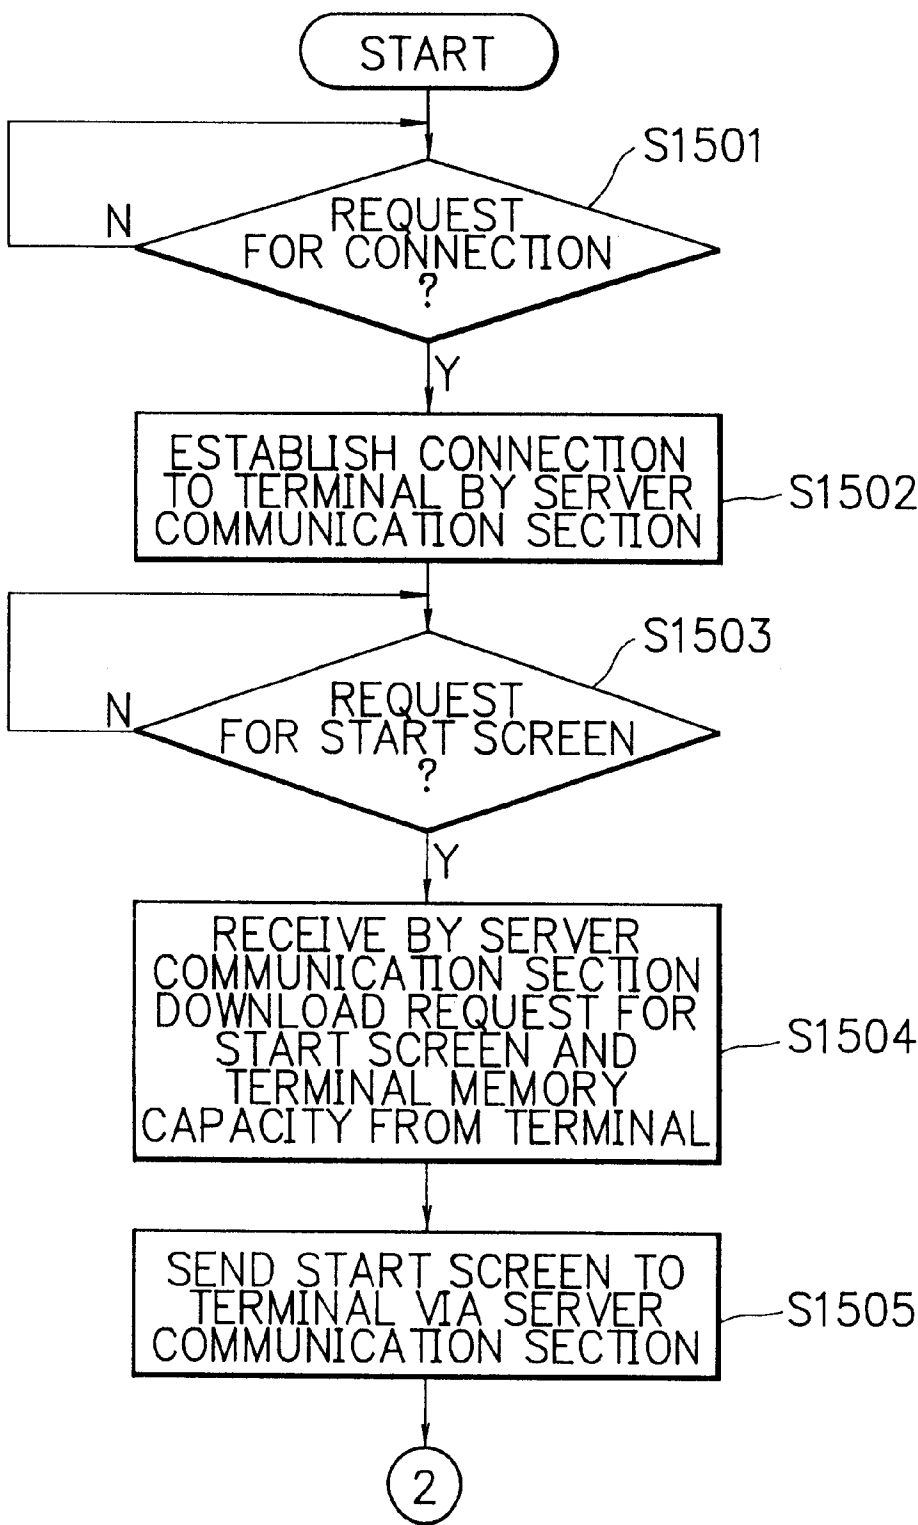 START
S1501
REQUEST
FOR CONNECTION
?
N
Y
ESTABLISH CONNECTION
TO TERMINAL BY SERVER
COMMUNICATION SECTION
S1502
S1503
REQUEST
FOR START SCREEN
?
N
Y
RECEIVE BY SERVER
COMMUNICATION SECTION
DOWNLOAD REQUEST FOR
START SCREEN AND
TERMINAL MEMORY
CAPACITY FROM TERMINAL
S1504
SEND START SCREEN TO
TERMINAL VIA SERVER
COMMUNICATION SECTION
S1505
2